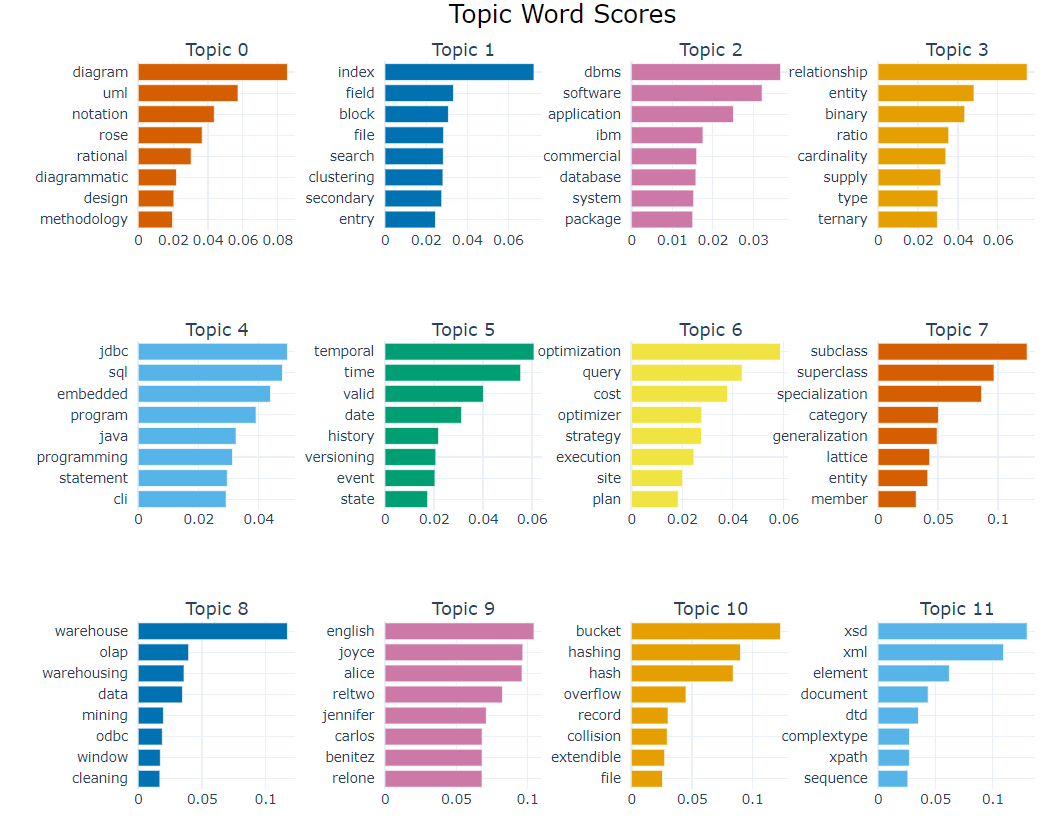 Topic Word Scores
Topic 0
diagram
uml
notation
rose
rational
diagrammatic
design
methodology
0 0.02 0.04 0.06 0.08
Topic 1
index
field
block
file
search
clustering
secondary
entry
0 0.02 0.04 0.06
Topic 2
dbms
software
application
ibm
commercial
database
system
package
0 0.01 0.02 0.03
Topic 3
relationship
entity
binary
ratio
cardinality
supply
type
ternary
0 0.02 0.04 0.06
Topic 4
jdbc
sql
embedded
program
java
programming
statement
cli
0 0.02 0.04
Topic 5
temporal
time
valid
date
history
versioning
event
state
0 0.02 0.04 0.06
Topic 6
optimization
query
cost
optimizer
strategy
execution
site
plan
0 0.02 0.04 0.06
Topic 7
subclass
superclass
specialization
category
generalization
lattice
entity
member
0 0.05 0.1
Topic 8
warehouse
olap
warehousing
data
mining
odbc
window
cleaning
0 0.05 0.1
Topic 9
english
joyce
alice
reltwo
jennifer
carlos
benitez
relone
0 0.05 0.1
Topic 10
bucket
hashing
hash
overflow
record
collision
extendible
file
0 0.05 0.1
Topic 11
xsd
xml
element
document
dtd
complextype
xpath
sequence
0 0.05 0.1